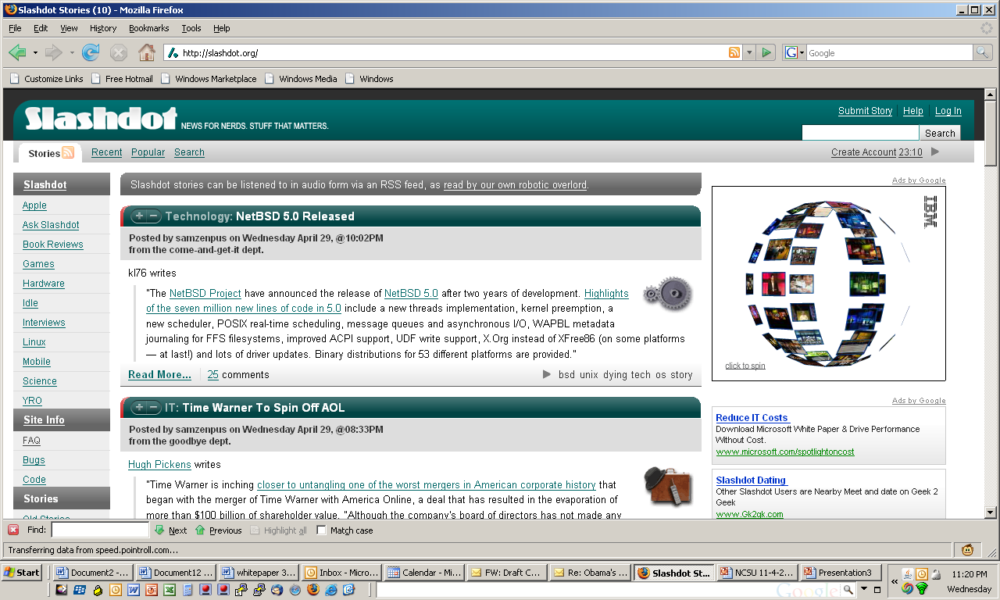 Slashdot Stories (10) - Mozilla Firefox
File Edit View History Bookmarks Tools Help
http://slashdot.org/
G Google
Customize Links Free Hotmail Windows Marketplace Windows Media Windows
Slashdot NEWS FOR NERDS. STUFF THAT MATTERS.
Submit Story Help Log In
Search
Stories Recent Popular Search
Create Account 23:10
Slashdot
Apple
Ask Slashdot
Book Reviews
Games
Hardware
Idle
Interviews
Linux
Mobile
Science
YRO
Site Info
FAQ
Bugs
Code
Stories
Old Stories
Slashdot stories can be listened to in audio form via an RSS feed, as read by our own robotic overlord.
Technology: NetBSD 5.0 Released
Posted by samzenpus on Wednesday April 29, @10:02PM
from the come-and-get-it dept.
kl76 writes
"The NetBSD Project have announced the release of NetBSD 5.0 after two years of development. Highlights
of the seven million new lines of code in 5.0 include a new threads implementation, kernel preemption, a
new scheduler, POSIX real-time scheduling, message queues and asynchronous I/O, WAPBL metadata
journaling for FFS file-systems, improved ACPI support, UDF write support, X.Org instead of XFree86 (on some platforms
— at last!) and lots of driver updates. Binary distributions for 53 different platforms are provided."
Read More... 25 comments
bsd unix dying tech os story
IT: Time Warner To Spin Off AOL
Posted by samzenpus on Wednesday April 29, @08:33PM
from the goodbye dept.
Hugh Pickens writes
"Time Warner is inching closer to untangling one of the worst mergers in American corporate history that
began with the merger of Time Warner with America Online, a deal that has resulted in the evaporation of
more than $100 billion of shareholder value. "Although the company's board of directors has not made any
Ads by Google
IBM
click to spin
Ads by Google
Reduce IT Costs
Download Microsoft White Paper & Drive Performance
Without Cost.
www.microsoft.com/spotlightoncost
Slashdot Dating
Other Slashdot Users are Nearby Meet and date on Geek 2
Geek
www.Gk2gk.com
Find: Next Previous Highlight all Match case
Transferring data from speed.pointroll.com...
Start Document2 -... Document12 ... whitepaper 3... Inbox - Micro... Calendar - Mi... FW: Draft C... Re: Obama's ... Slashdot St... NCSU 11-4-2... Presentation3
11:20 PM
Wednesday
Google